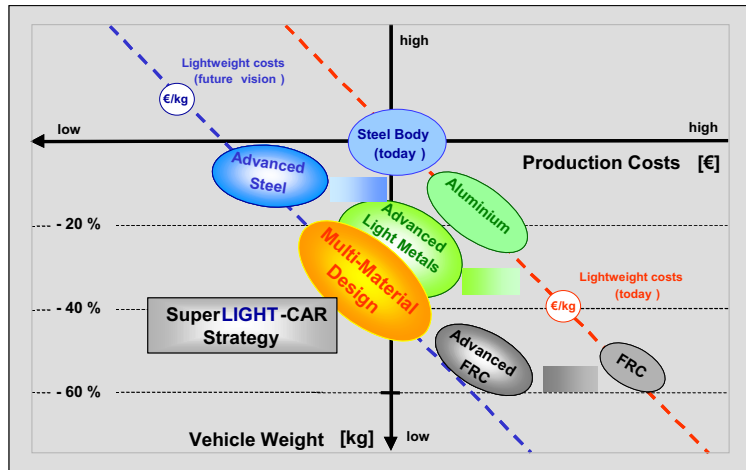 Lightweight costs
(future vision )
high
€/kg
low
high
Steel Body
(today )
Production Costs [€]
Advanced
Steel
Aluminium
- 20 %
Advanced
Light Metals
Multi-Material
Design
Lightweight costs
(today )
€/kg
- 40 %
SuperLIGHT-CAR
Strategy
Advanced
FRC
FRC
- 60 %
Vehicle Weight [kg]
low